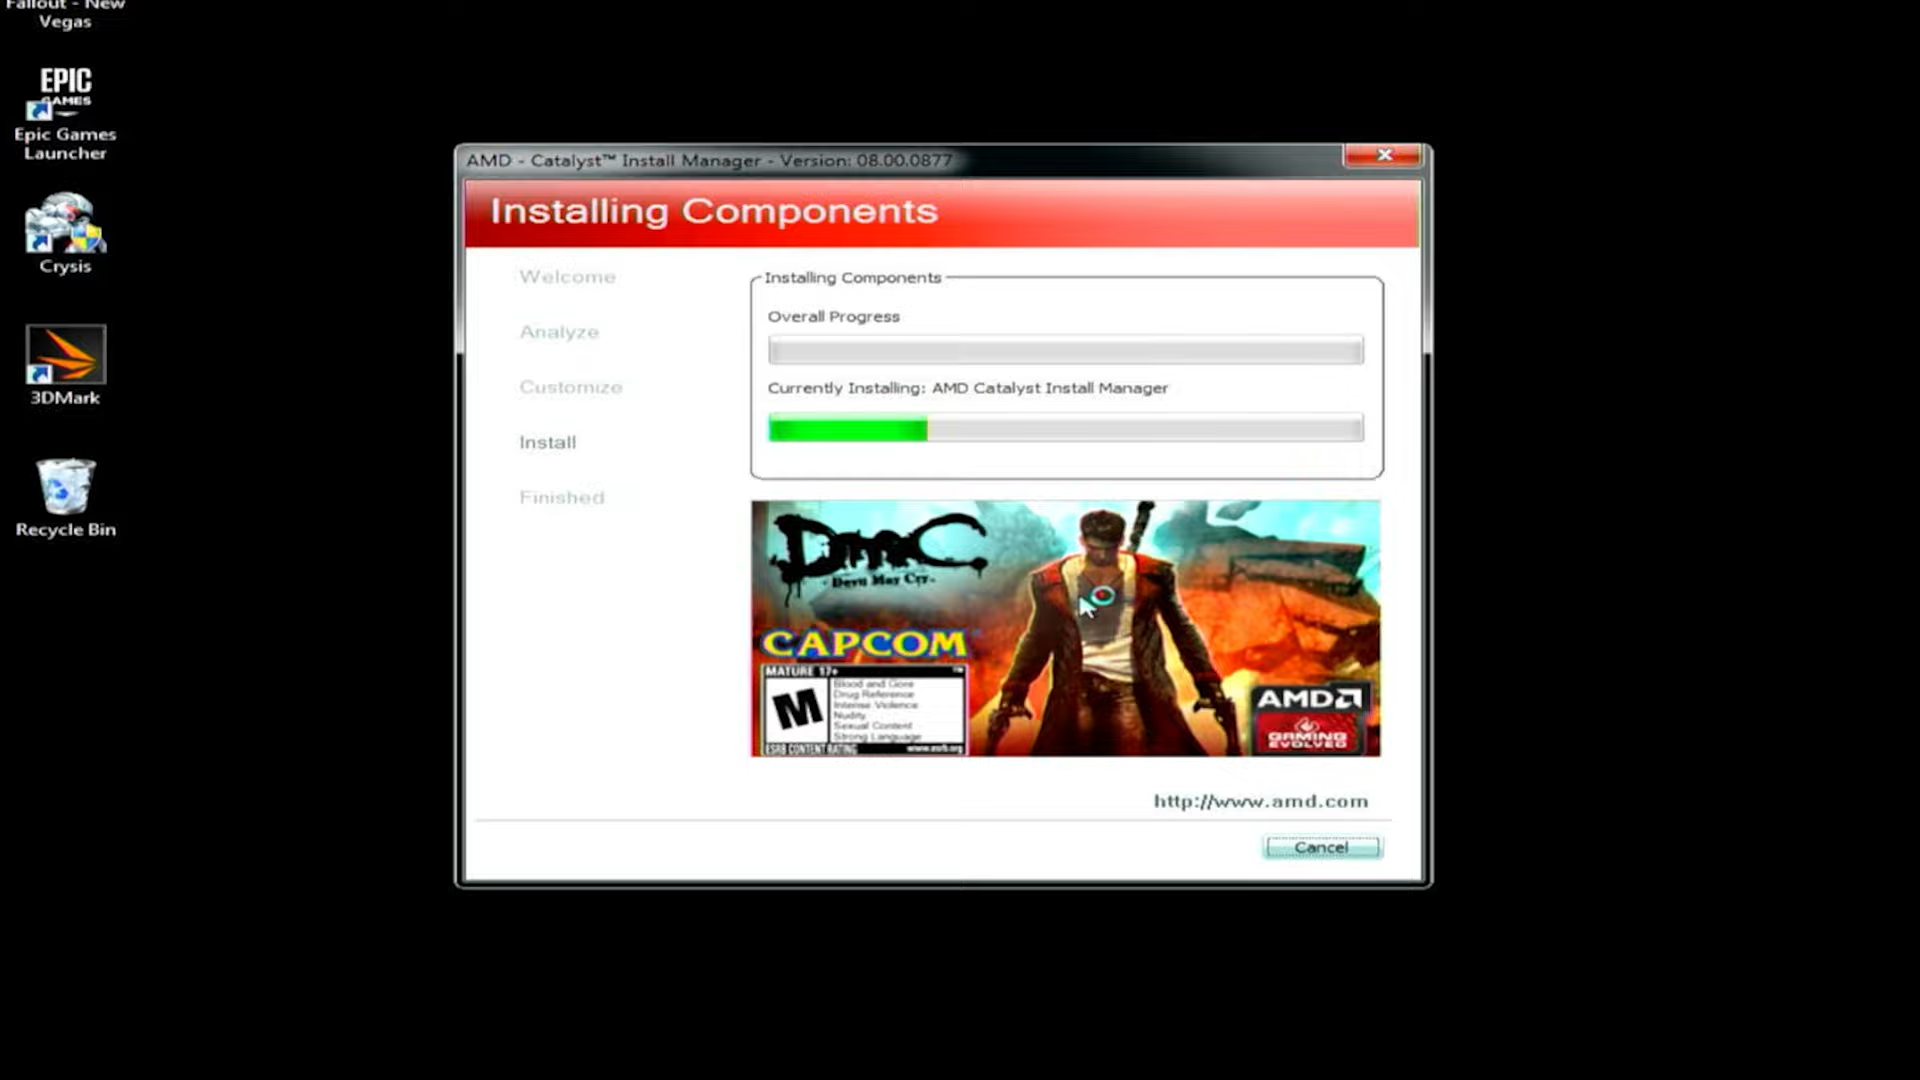 Fallout - New
Vegas
EPIC
GAMES
Epic Games
Launcher
Crysis
3DMark
Recycle Bin
AMD - Catalyst™ Install Manager - Version: 08.00.0877
Installing Components
Welcome
Analyze
Customize
Install
Finished
Installing Components
Overall Progress
Currently Installing: AMD Catalyst Install Manager
DmC
- Devil May Cry -
CAPCOM
MATURE 17+
M
Blood and Gore
Drug Reference
Intense Violence
Nudity
Sexual Content
Strong Language
ESRB CONTENT RATING www.esrb.org
AMD
GAMING
EVOLVED
http://www.amd.com
Cancel